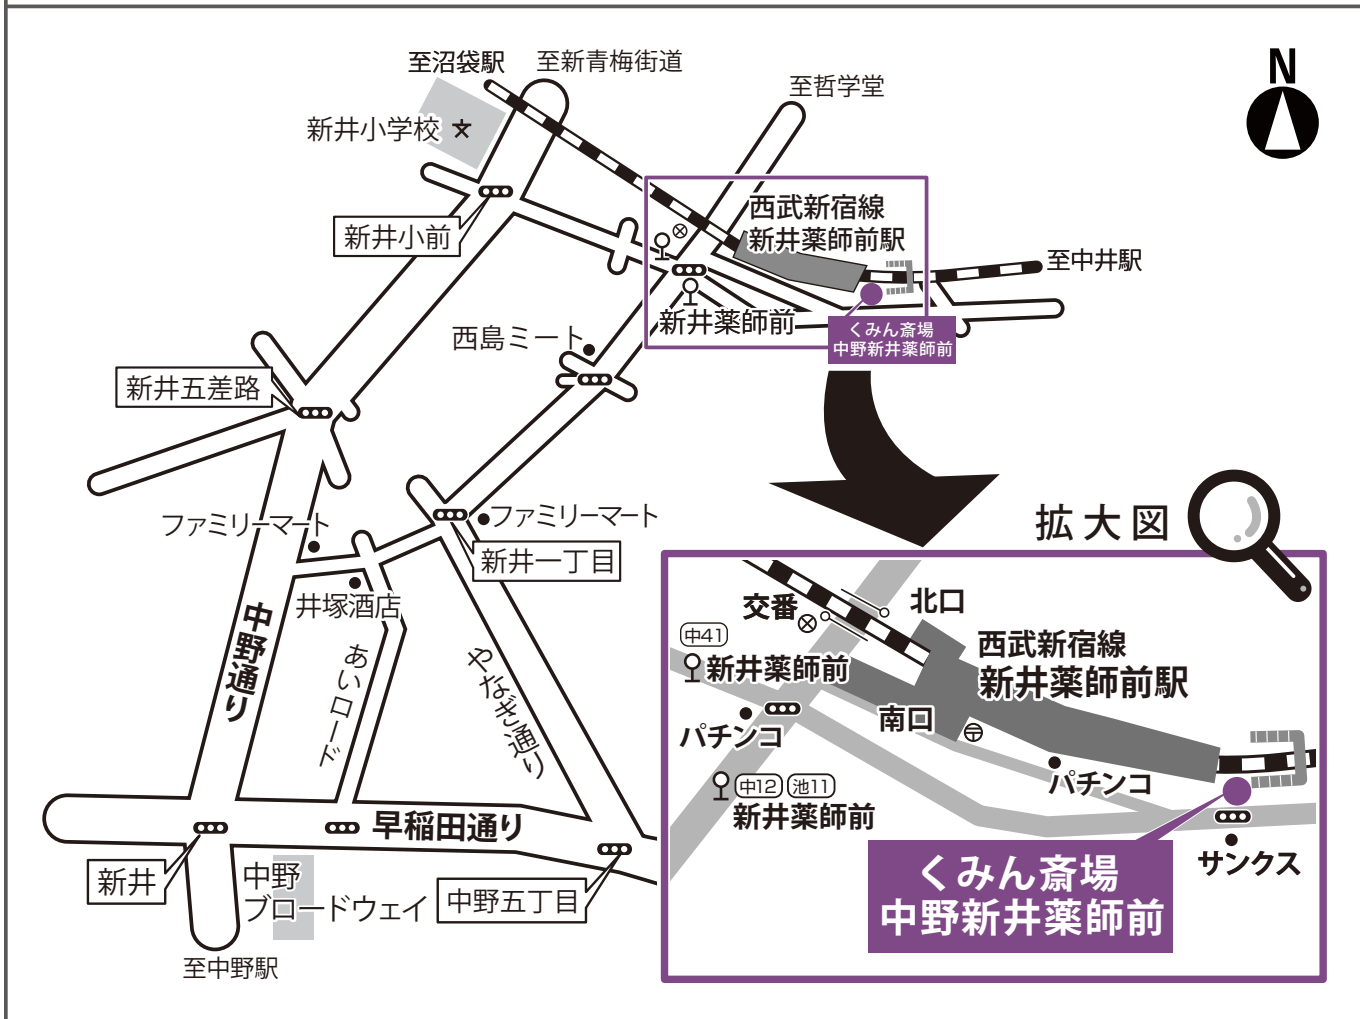 至沼袋駅
至新青梅街道
至哲学堂
N
新井小学校
文
新井小前
西武新宿線
新井薬師前駅
至中井駅
新井薬師前
くみん斎場
中野新井薬師前
西島ミート
新井五差路
ファミリーマート
ファミリーマート
新井一丁目
井塚酒店
中野通り
あいロード
やなぎ通り
早稲田通り
新井
中野
ブロードウェイ
中野五丁目
至中野駅
拡大図
交番
北口
中41
新井薬師前
西武新宿線
新井薬師前駅
南口
パチンコ
パチンコ
中12 池11
新井薬師前
サンクス
くみん斎場
中野新井薬師前